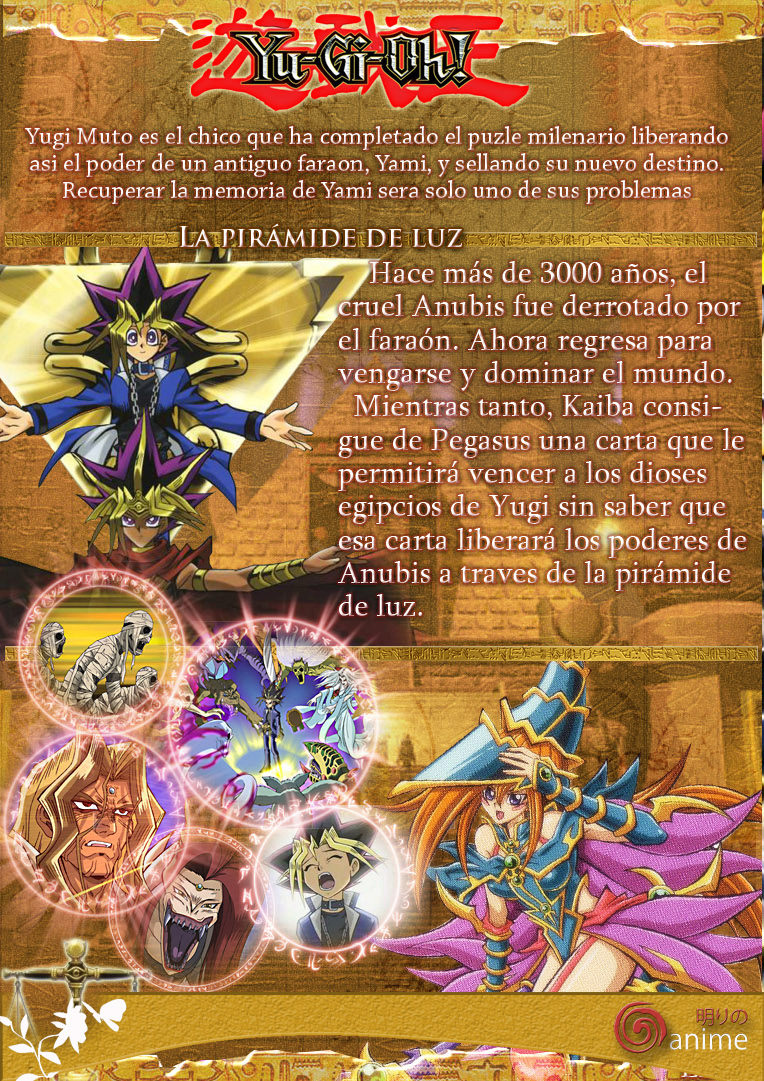 遊戯王
Yu-Gi-Oh!
Yugi Muto es el chico que ha completado el puzle milenario liberando
asi el poder de un antiguo faraon, Yami, y sellando su nuevo destino.
Recuperar la memoria de Yami sera solo uno de sus problemas
La pirámide de luz
Hace más de 3000 años, el
cruel Anubis fue derrotado por
el faraón. Ahora regresa para
vengarse y dominar el mundo.
Mientras tanto, Kaiba consi-
gue de Pegasus una carta que le
permitirá vencer a los dioses
egipcios de Yugi sin saber que
esa carta liberará los poderes de
Anubis a traves de la pirámide
de luz.
明りの
anime